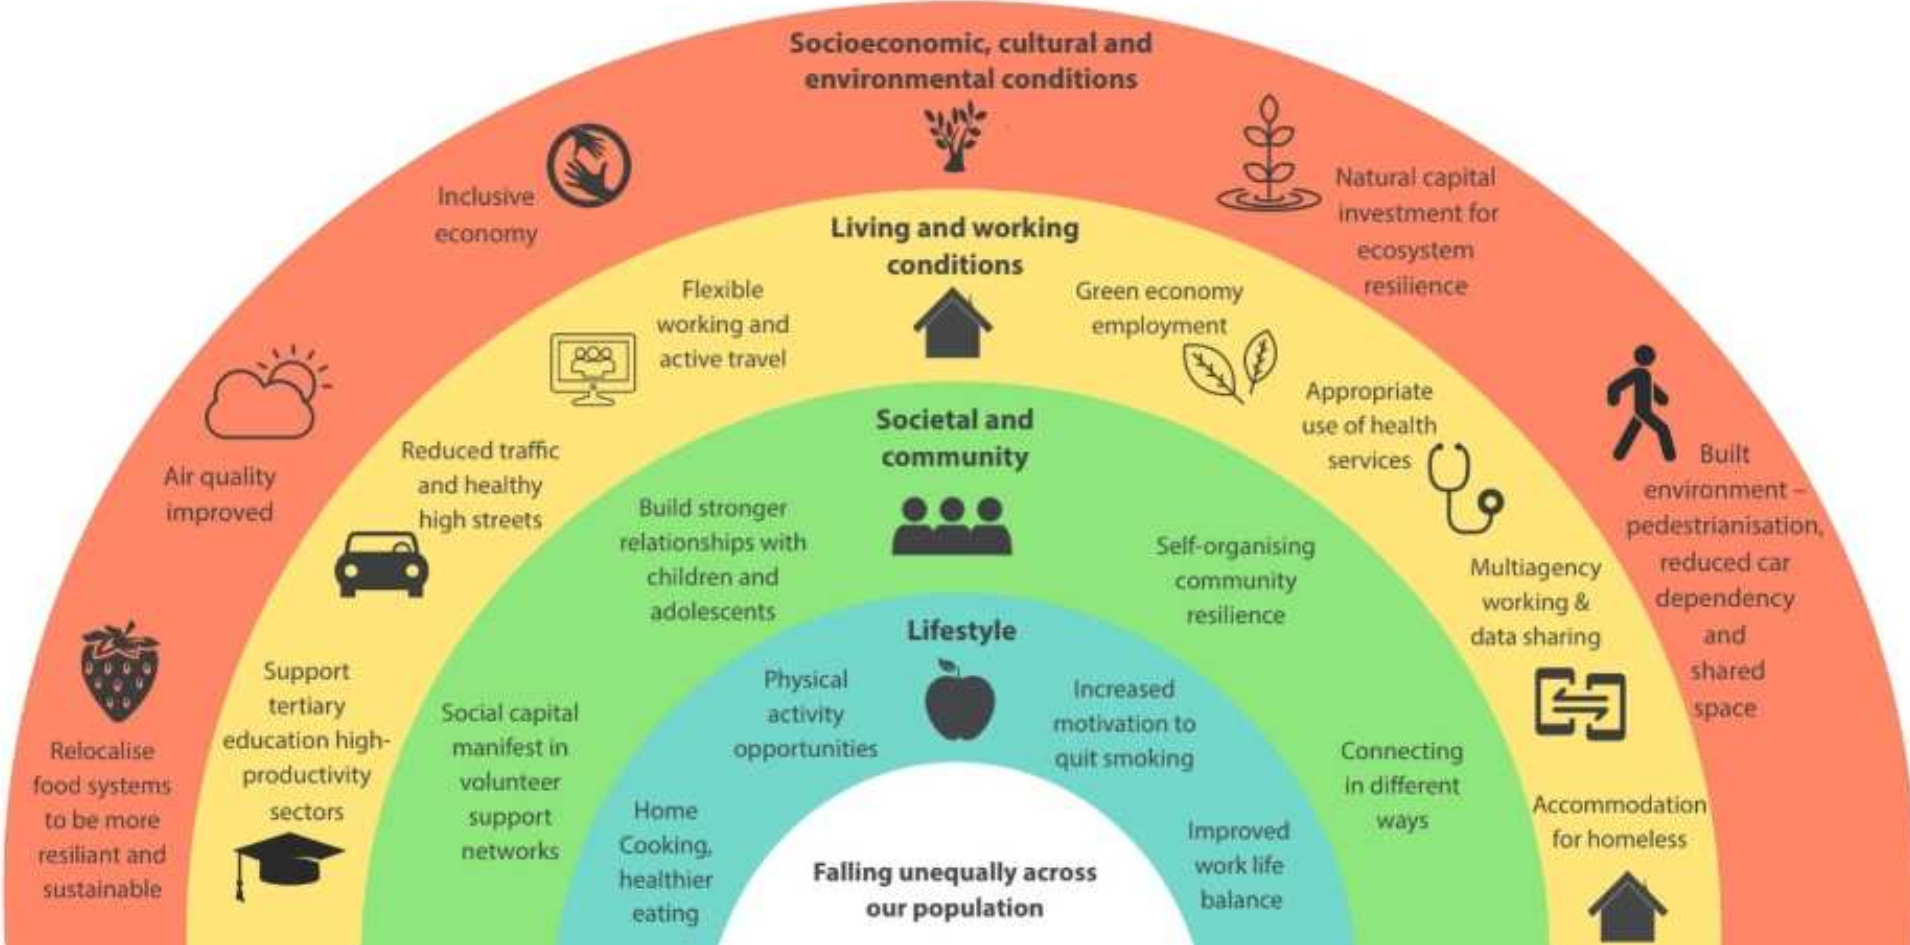 Socioeconomic, cultural and
environmental conditions
Inclusive
economy
Natural capital
investment for
ecosystem
resilience
Air quality
improved
Built
environment –
pedestrianisation,
reduced car
dependency
and
shared
space
Relocalise
food systems
to be more
resiliant and
sustainable
Living and working
conditions
Flexible
working and
active travel
Green economy
employment
Reduced traffic
and healthy
high streets
Appropriate
use of health
services
Support
tertiary
education high-
productivity
sectors
Multiagency
working &
data sharing
Accommodation
for homeless
Societal and
community
Build stronger
relationships with
children and
adolescents
Self-organising
community
resilience
Social capital
manifest in
volunteer
support
networks
Connecting
in different
ways
Lifestyle
Physical
activity
opportunities
Increased
motivation to
quit smoking
Home
Cooking,
healthier
eating
Improved
work life
balance
Falling unequally across
our population